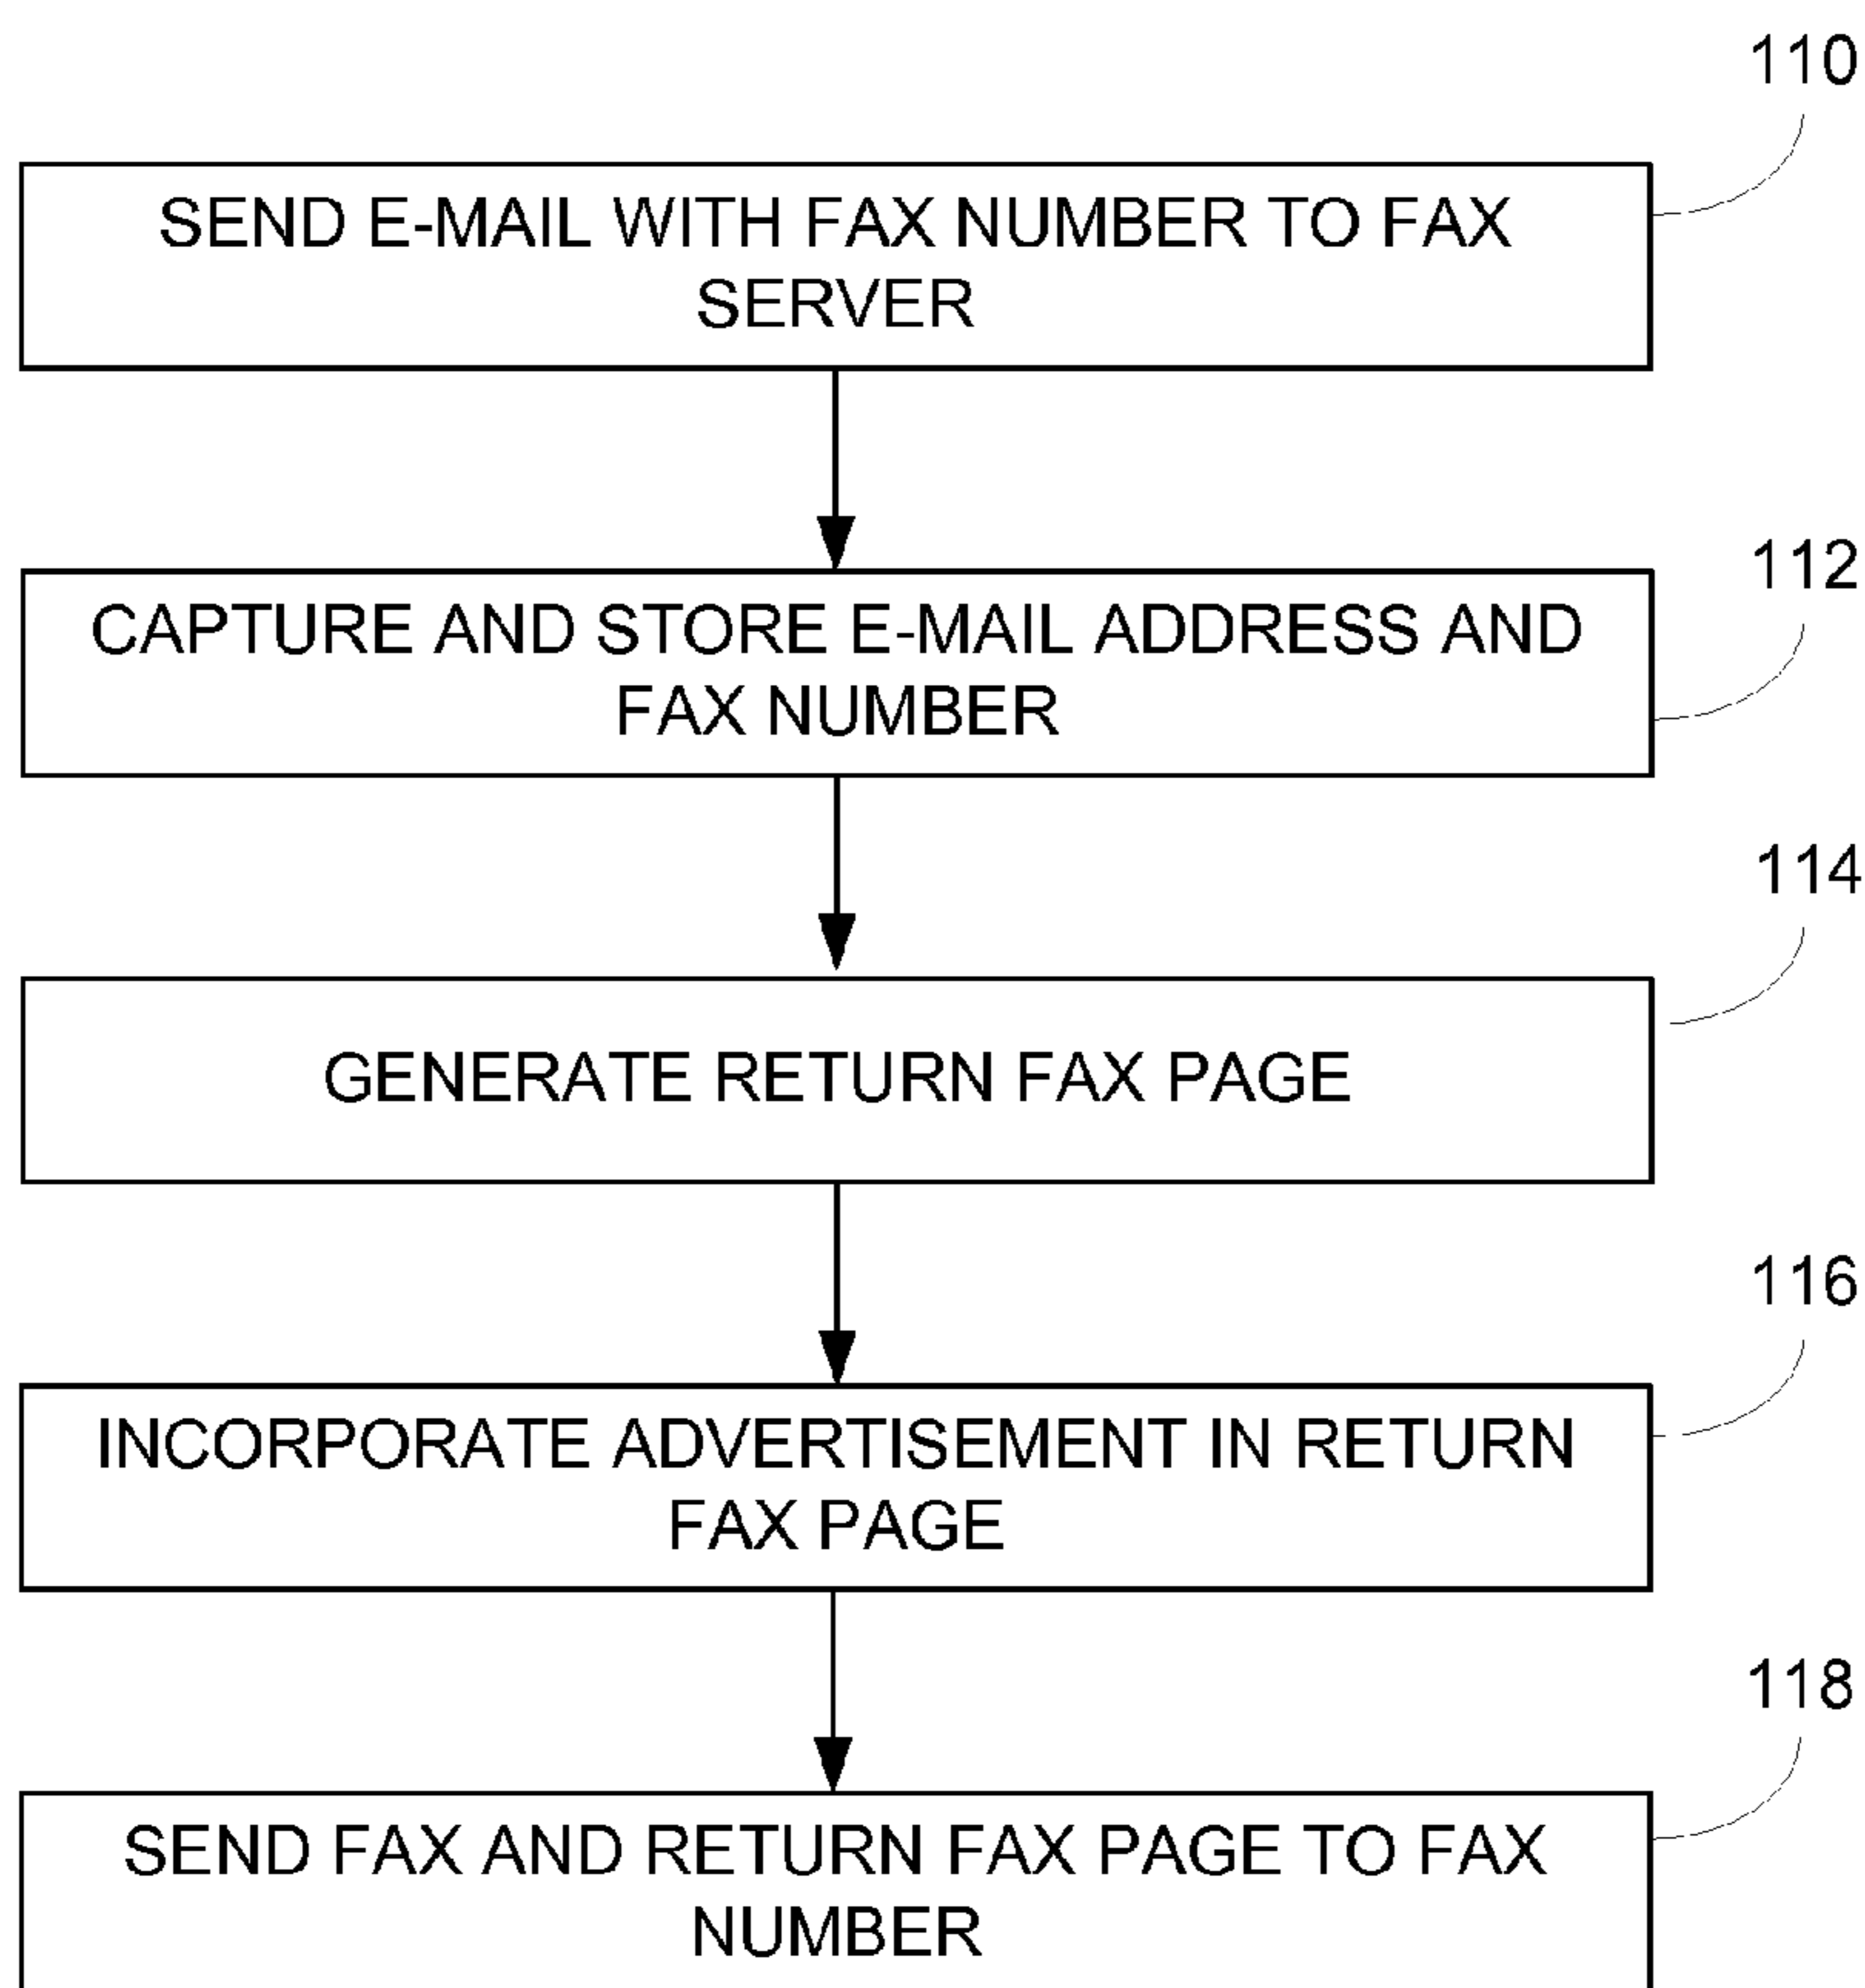 110
SEND E-MAIL WITH FAX NUMBER TO FAX
SERVER
112
CAPTURE AND STORE E-MAIL ADDRESS AND
FAX NUMBER
114
GENERATE RETURN FAX PAGE
116
INCORPORATE ADVERTISEMENT IN RETURN
FAX PAGE
118
SEND FAX AND RETURN FAX PAGE TO FAX
NUMBER